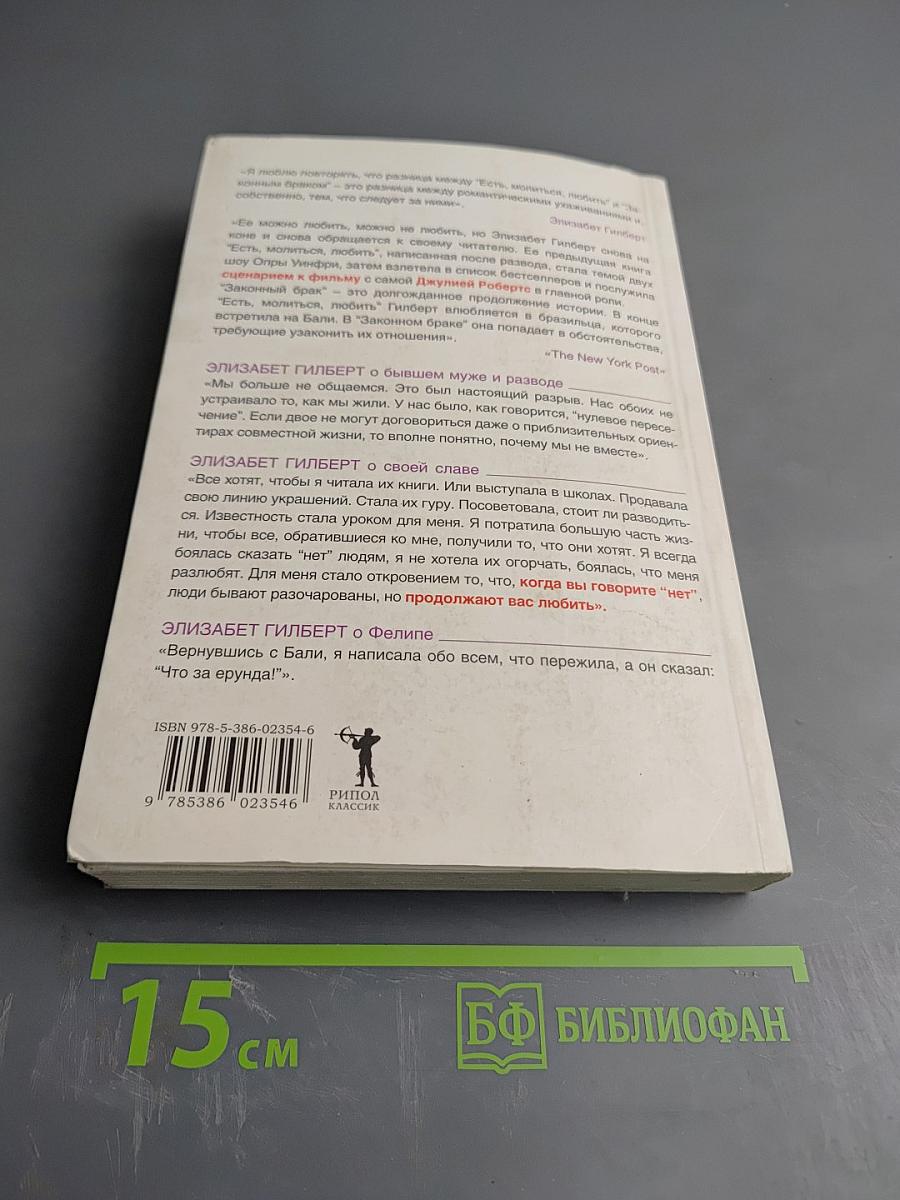 «Я люблю повторять, что разница между "Есть, молиться, любить" и "За-
конным браком" – это разница между романтическими ухаживаниями и,
собственно, тем, что следует за ними».
Элизабет Гилберт
«Ее можно любить, можно не любить, но Элизабет Гилберт снова на
коне и снова обращается к своему читателю. Ее предыдущая книга
"Есть, молиться, любить", написанная после развода, стала темой двух
шоу Опры Уинфри, затем взлетела в список бестселлеров и послужила
сценарием к фильму с самой Джулией Робертс в главной роли.
"Законный брак" – это долгожданное продолжение истории. В конце
"Есть, молиться, любить" Гилберт влюбляется в бразильца, которого
встретила на Бали. В "Законном браке" она попадает в обстоятельства,
требующие узаконить их отношения».
«The New York Post»
ЭЛИЗАБЕТ ГИЛБЕРТ о бывшем муже и разводе
«Мы больше не общаемся. Это был настоящий разрыв. Нас обоих не
устраивало то, как мы жили. У нас было, как говорится, "нулевое пересе-
чение". Если двое не могут договориться даже о приблизительных ориен-
тирах совместной жизни, то вполне понятно, почему мы не вместе».
ЭЛИЗАБЕТ ГИЛБЕРТ о своей славе
«Все хотят, чтобы я читала их книги. Или выступала в школах. Продавала
свою линию украшений. Стала их гуру. Посоветовала, стоит ли разводить-
ся. Известность стала уроком для меня. Я потратила большую часть жиз-
ни, чтобы все, обратившиеся ко мне, получили то, что они хотят. Я всегда
боялась сказать "нет" людям, я не хотела их огорчать, боялась, что меня
разлюбят. Для меня стало откровением то, что, когда вы говорите "нет",
люди бывают разочарованы, но продолжают вас любить».
ЭЛИЗАБЕТ ГИЛБЕРТ о Фелипе
«Вернувшись с Бали, я написала обо всем, что пережила, а он сказал:
"Что за ерунда!"».
ISBN 978-5-386-02354-6
9 785386 023546
РИПОЛ
КЛАССИК
15 см
БФ БИБЛИОФАН